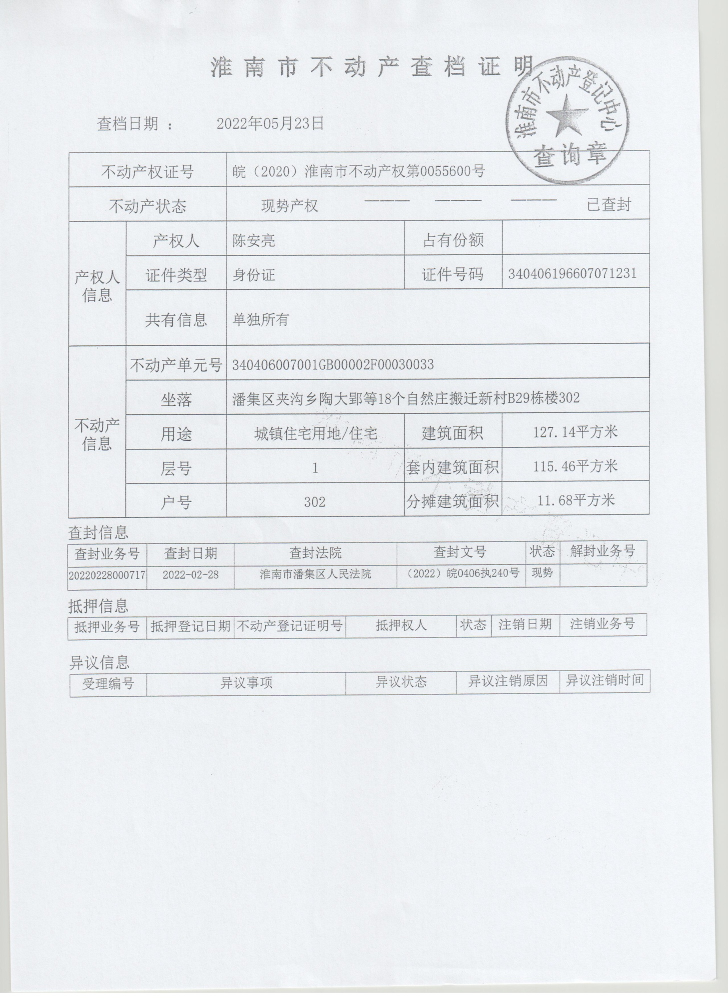 淮南市不动产查档证明
淮南市不动产登记中心
查询章
查档日期 ： 2022年05月23日
不动产权证号 皖（2020）淮南市不动产权第0055600号
不动产状态 现势产权 ——— ——— ——— 已查封
产权人信息
产权人 陈安亮 占有份额
证件类型 身份证 证件号码 340406196607071231
共有信息 单独所有
不动产信息
不动产单元号 340406007001GB00002F00030033
坐落 潘集区夹沟乡陶大郢等18个自然庄搬迁新村B29栋楼302
用途 城镇住宅用地/住宅 建筑面积 127.14平方米
层号 1 套内建筑面积 115.46平方米
户号 302 分摊建筑面积 11.68平方米
查封信息
查封业务号 查封日期 查封法院 查封文号 状态 解封业务号
20220228000717 2022-02-28 淮南市潘集区人民法院 （2022）皖0406执240号 现势
抵押信息
抵押业务号 抵押登记日期 不动产登记证明号 抵押权人 状态 注销日期 注销业务号
异议信息
受理编号 异议事项 异议状态 异议注销原因 异议注销时间